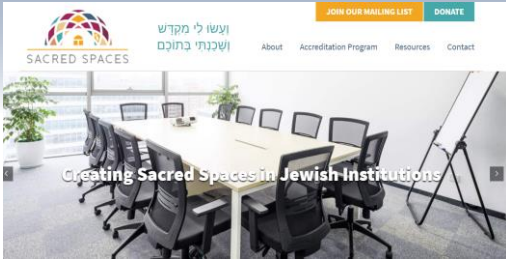 JOIN OUR MAILING LIST
DONATE
SACRED SPACES
וְעָשׂוּ לִי מִקְדָּשׁ
וְשָׁכַנְתִּי בְּתוֹכָם
About
Accreditation Program
Resources
Contact
Creating Sacred Spaces in Jewish Institutions